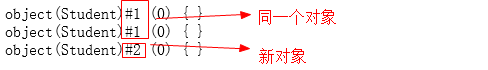 object(Student)#1 (0) { } 同一个对象
object(Student)#1 (0) { }
object(Student)#2 (0) { } 新对象